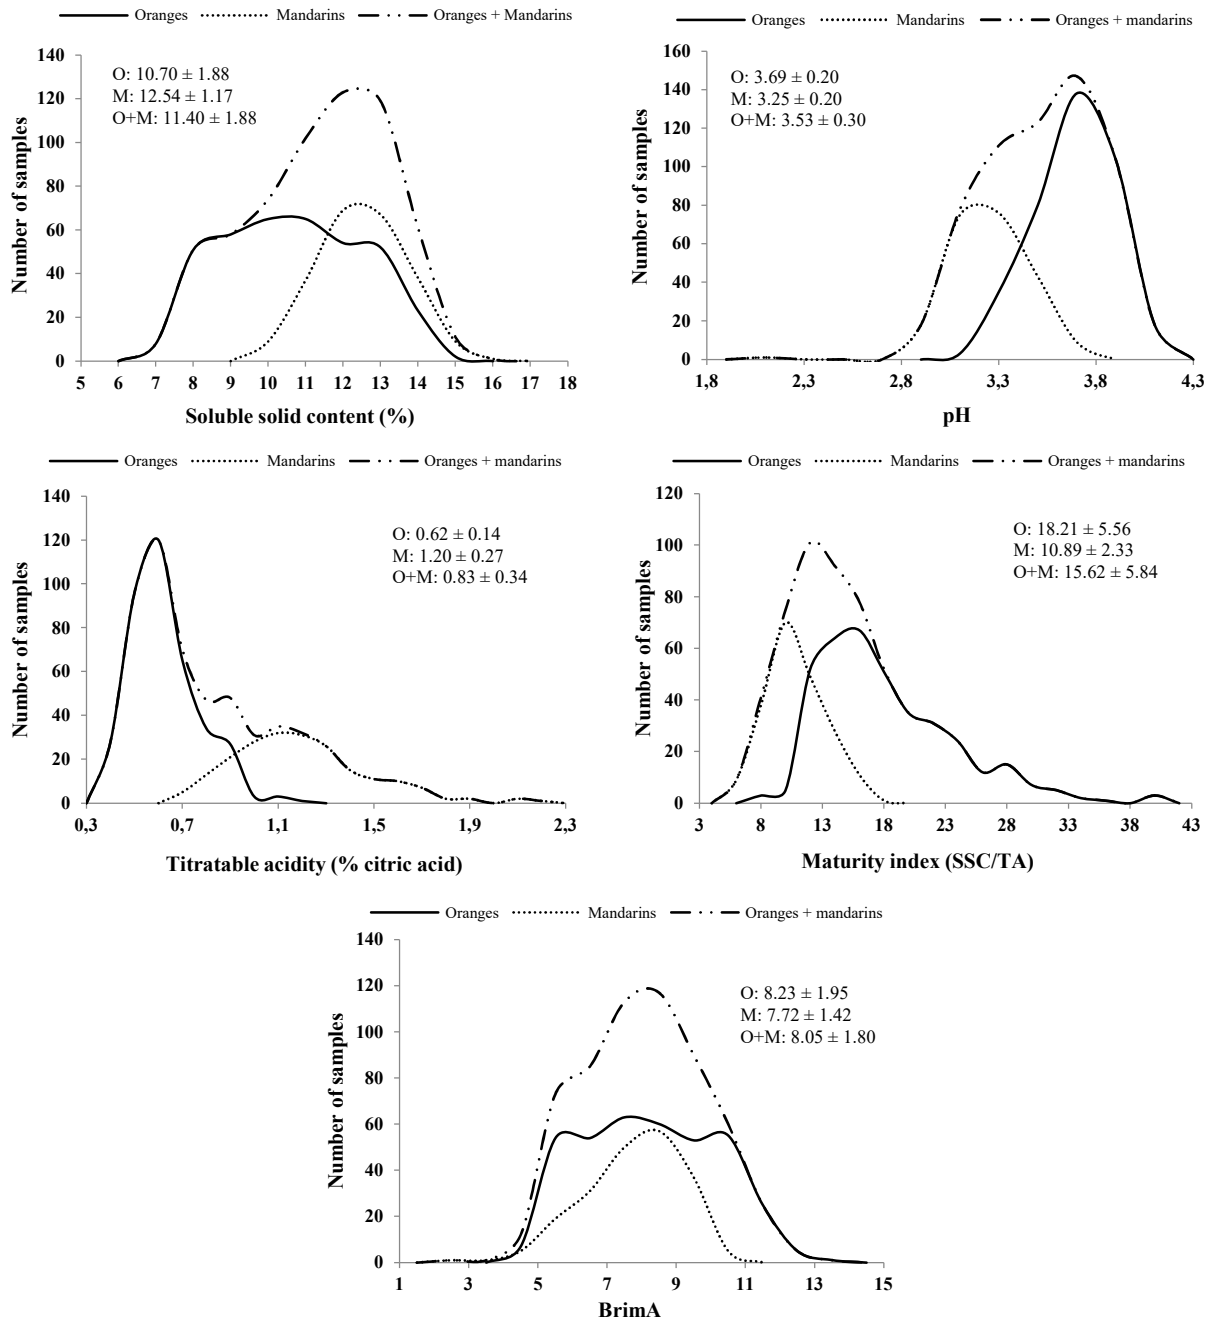 Oranges Mandarins Oranges + Mandarins
140
120
100
80
60
40
20
0
Number of samples
O: 10.70 ± 1.88
M: 12.54 ± 1.17
O+M: 11.40 ± 1.88
5 6 7 8 9 10 11 12 13 14 15 16 17 18
Soluble solid content (%)
Oranges Mandarins Oranges + mandarins
160
140
120
100
80
60
40
20
0
Number of samples
O: 3.69 ± 0.20
M: 3.25 ± 0.20
O+M: 3.53 ± 0.30
1,8 2,3 2,8 3,3 3,8 4,3
pH
Oranges Mandarins Oranges + mandarins
140
120
100
80
60
40
20
0
Number of samples
O: 0.62 ± 0.14
M: 1.20 ± 0.27
O+M: 0.83 ± 0.34
0,3 0,7 1,1 1,5 1,9 2,3
Titratable acidity (% citric acid)
Oranges Mandarins Oranges + mandarins
120
100
80
60
40
20
0
Number of samples
O: 18.21 ± 5.56
M: 10.89 ± 2.33
O+M: 15.62 ± 5.84
3 8 13 18 23 28 33 38 43
Maturity index (SSC/TA)
Oranges Mandarins Oranges + mandarins
140
120
100
80
60
40
20
0
Number of samples
O: 8.23 ± 1.95
M: 7.72 ± 1.42
O+M: 8.05 ± 1.80
1 3 5 7 9 11 13 15
BrimA